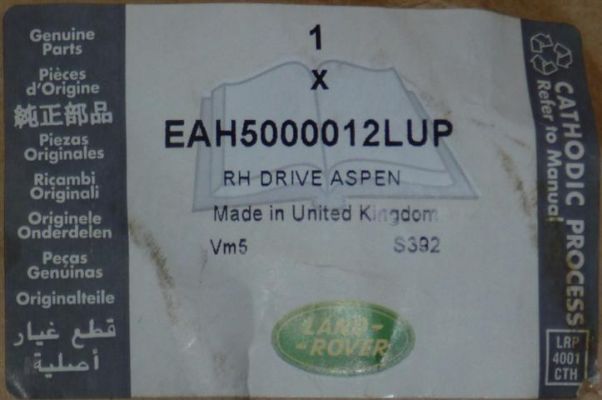 Genuine
Parts
Pièces
d'Origine
純正部品
Piezas
Originales
Ricambi
Originali
Originele
Onderdelen
Peças
Genuinas
Originalteile
قطع غيار
أصلية
1
X
EAH5000012LUP
RH DRIVE ASPEN
Made in United Kingdom
Vm5 S392
LAND-
-ROVER
CATHODIC PROCESS
Refer to Manual
LRP
4001
CTH